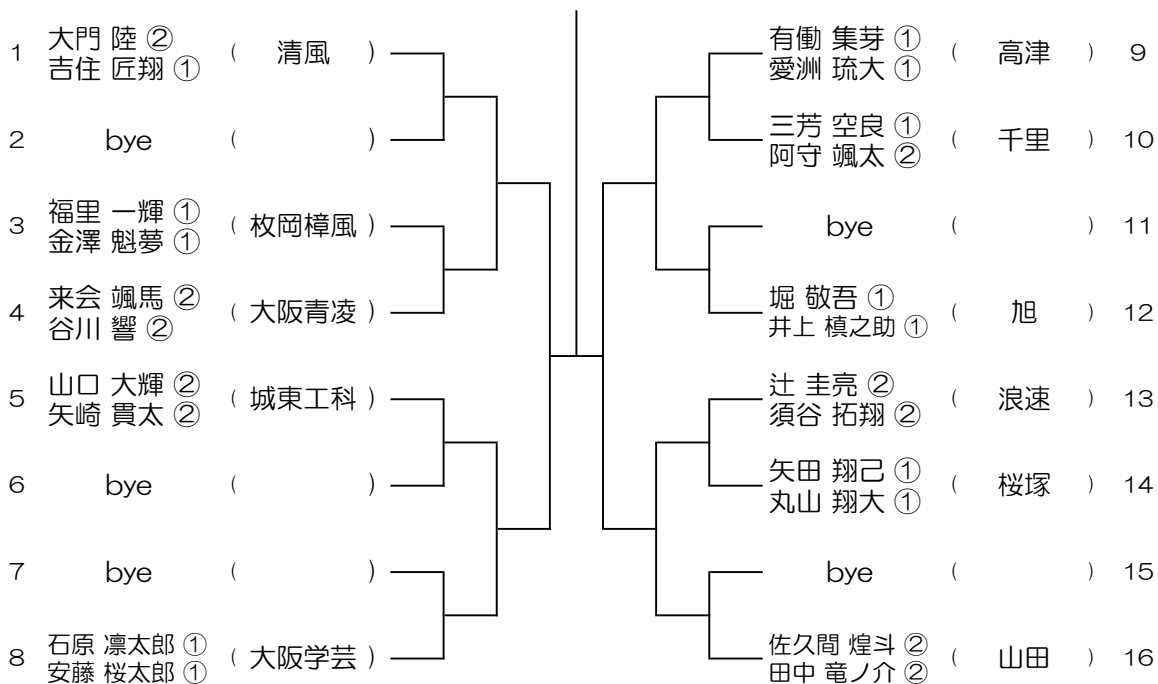 1 大門 陸 ② ( 清風 )
吉住 匠翔 ①
2 bye ( )
3 福里 一輝 ① ( 枚岡樟風 )
金澤 魁夢 ①
4 来会 颯馬 ② ( 大阪青凌 )
谷川 響 ②
5 山口 大輝 ② ( 城東工科 )
矢崎 貫太 ②
6 bye ( )
7 bye ( )
8 石原 凛太郎 ① ( 大阪学芸 )
安藤 桜太郎 ①
有働 集芽 ① ( 高津 ) 9
愛洲 琉大 ①
三芳 空良 ① ( 千里 ) 10
阿守 颯太 ②
bye ( ) 11
堀 敬吾 ① ( 旭 ) 12
井上 槙之助 ①
辻 圭亮 ② ( 浪速 ) 13
須谷 拓翔 ②
矢田 翔己 ① ( 桜塚 ) 14
丸山 翔大 ①
bye ( ) 15
佐久間 煌斗 ② ( 山田 ) 16
田中 竜ノ介 ②